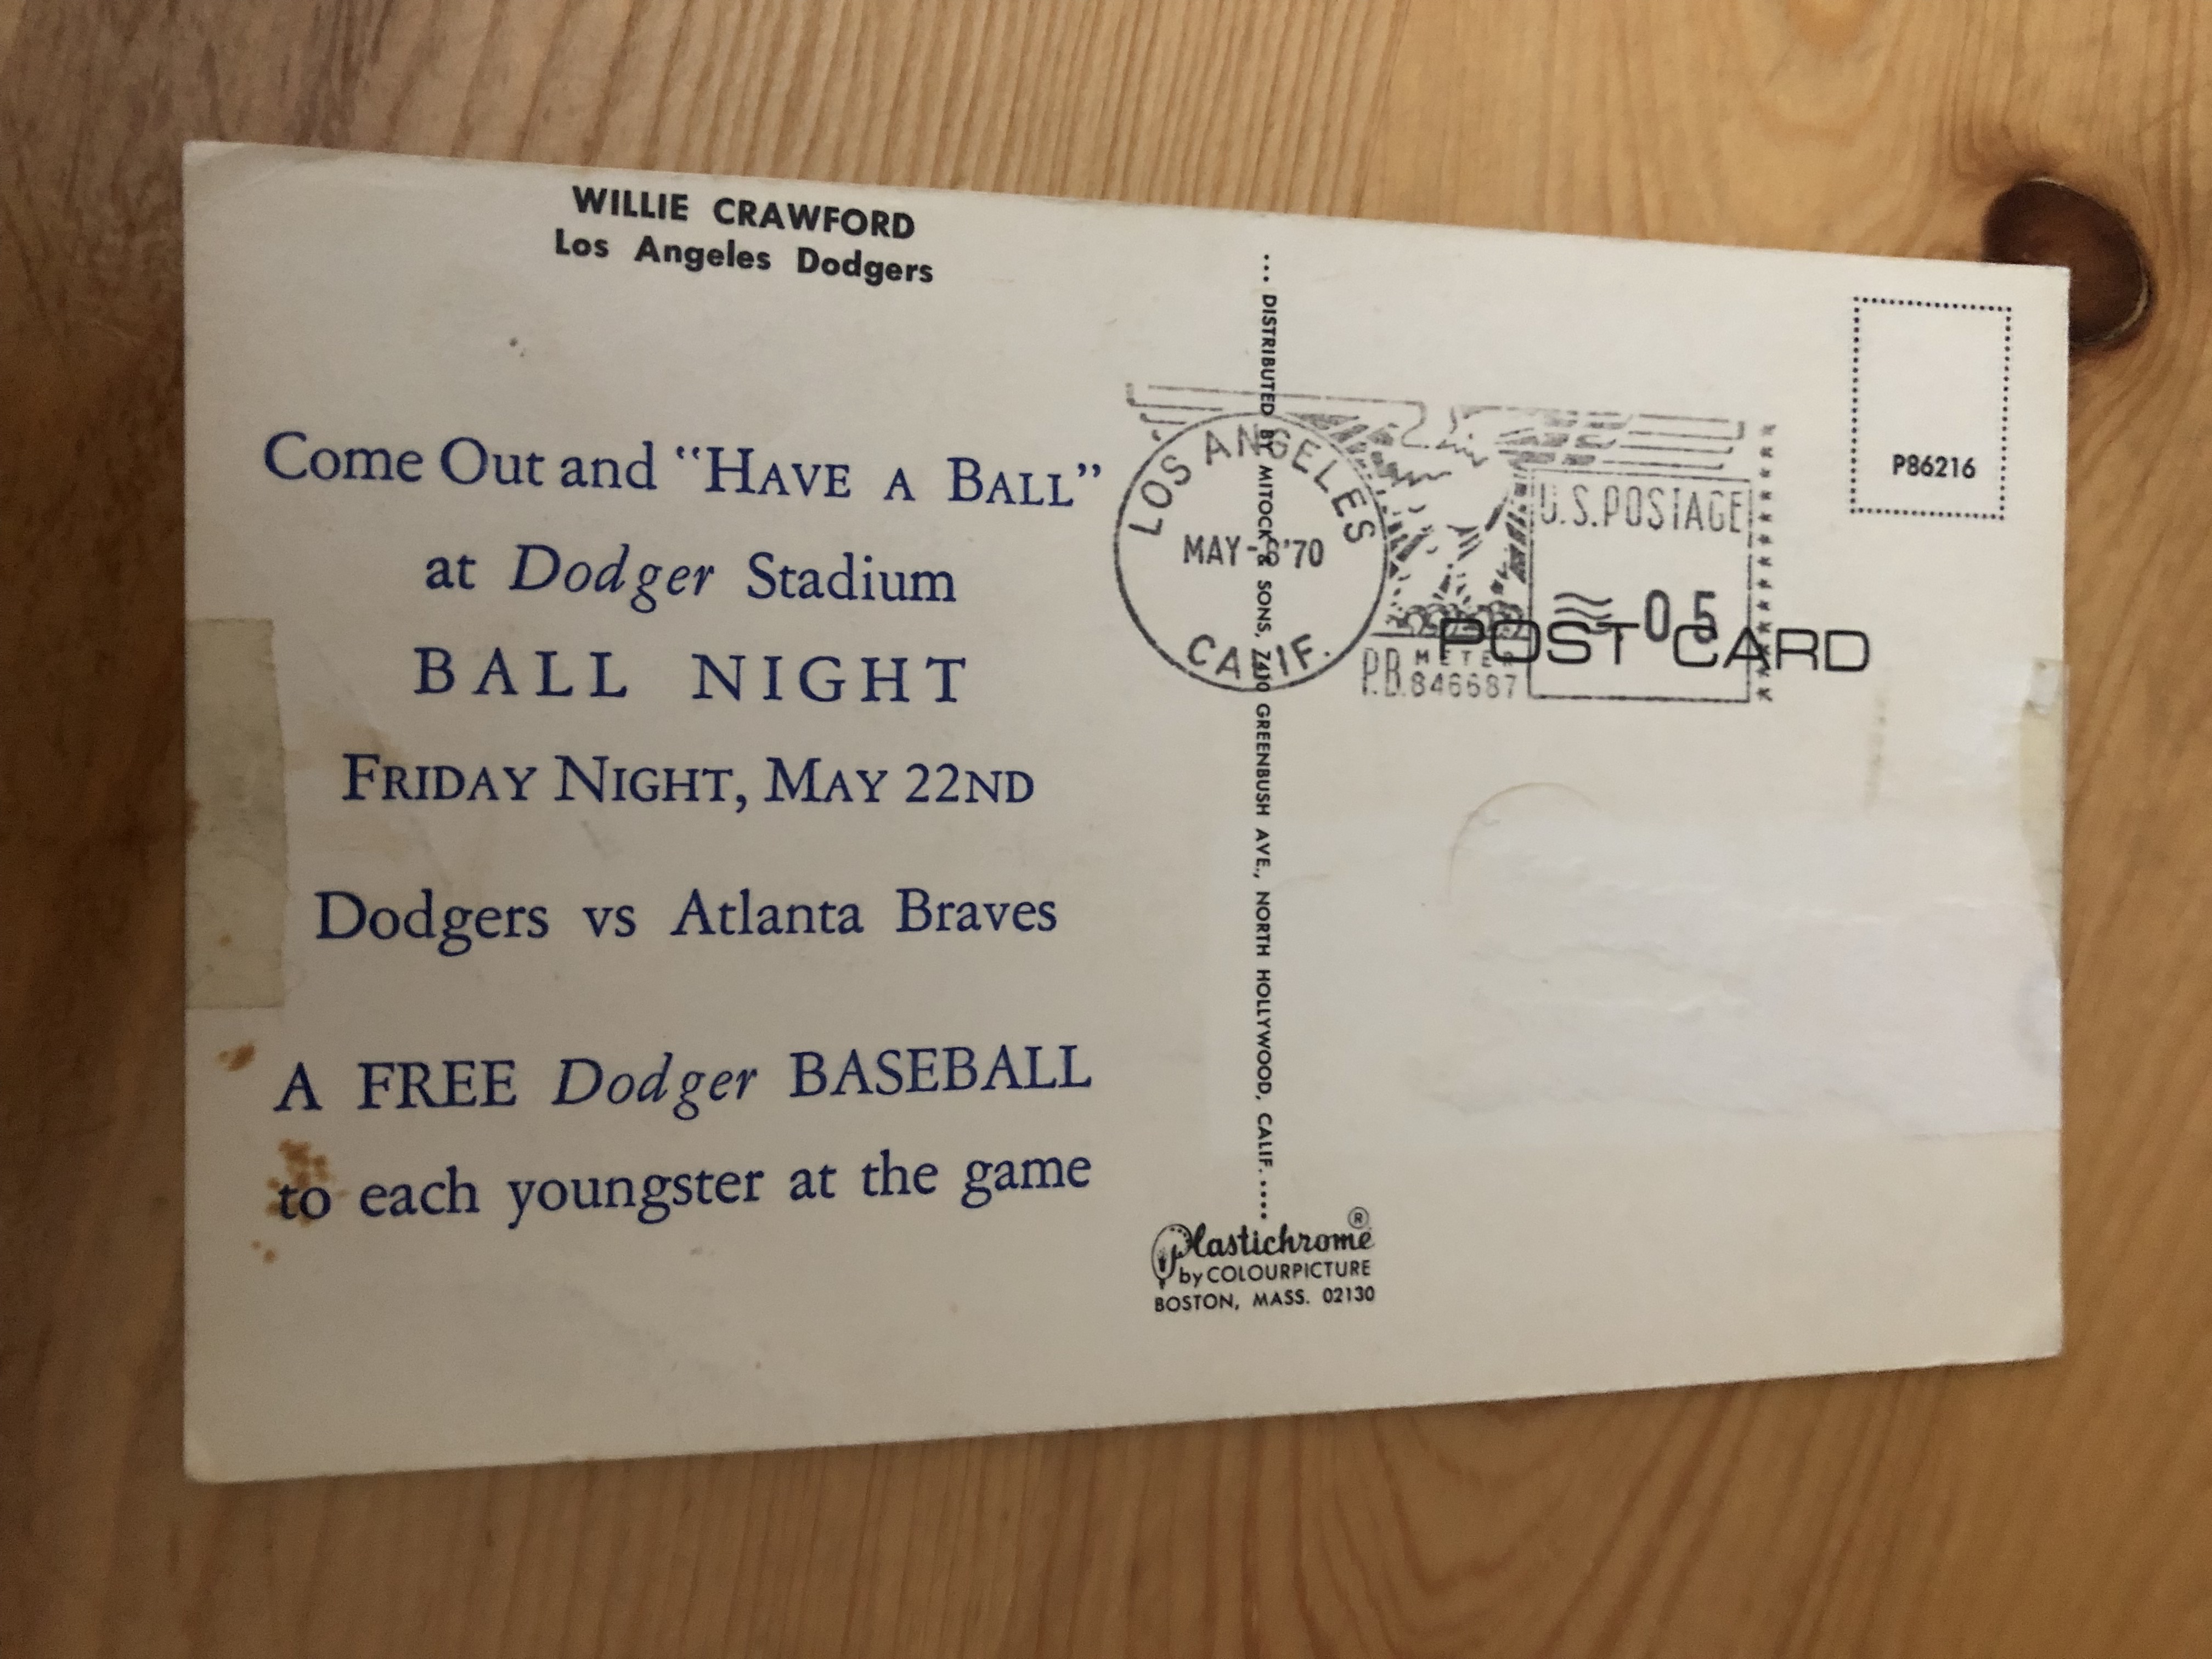 WILLIE CRAWFORD
Los Angeles Dodgers
Come Out and "HAVE A BALL"
at Dodger Stadium
BALL NIGHT
FRIDAY NIGHT, MAY 22ND
Dodgers vs Atlanta Braves
A FREE Dodger BASEBALL
to each youngster at the game
... DISTRIBUTED BY MITOCK & SONS, 7410 GREENBUSH AVE., NORTH HOLLYWOOD, CALIF. ....
Plastichrome ®
by COLOURPICTURE
BOSTON, MASS. 02130
LOS ANGELES
MAY - '70
CALIF.
U.S. POSTAGE
05
P.B. METER
846687
POST CARD
P86216